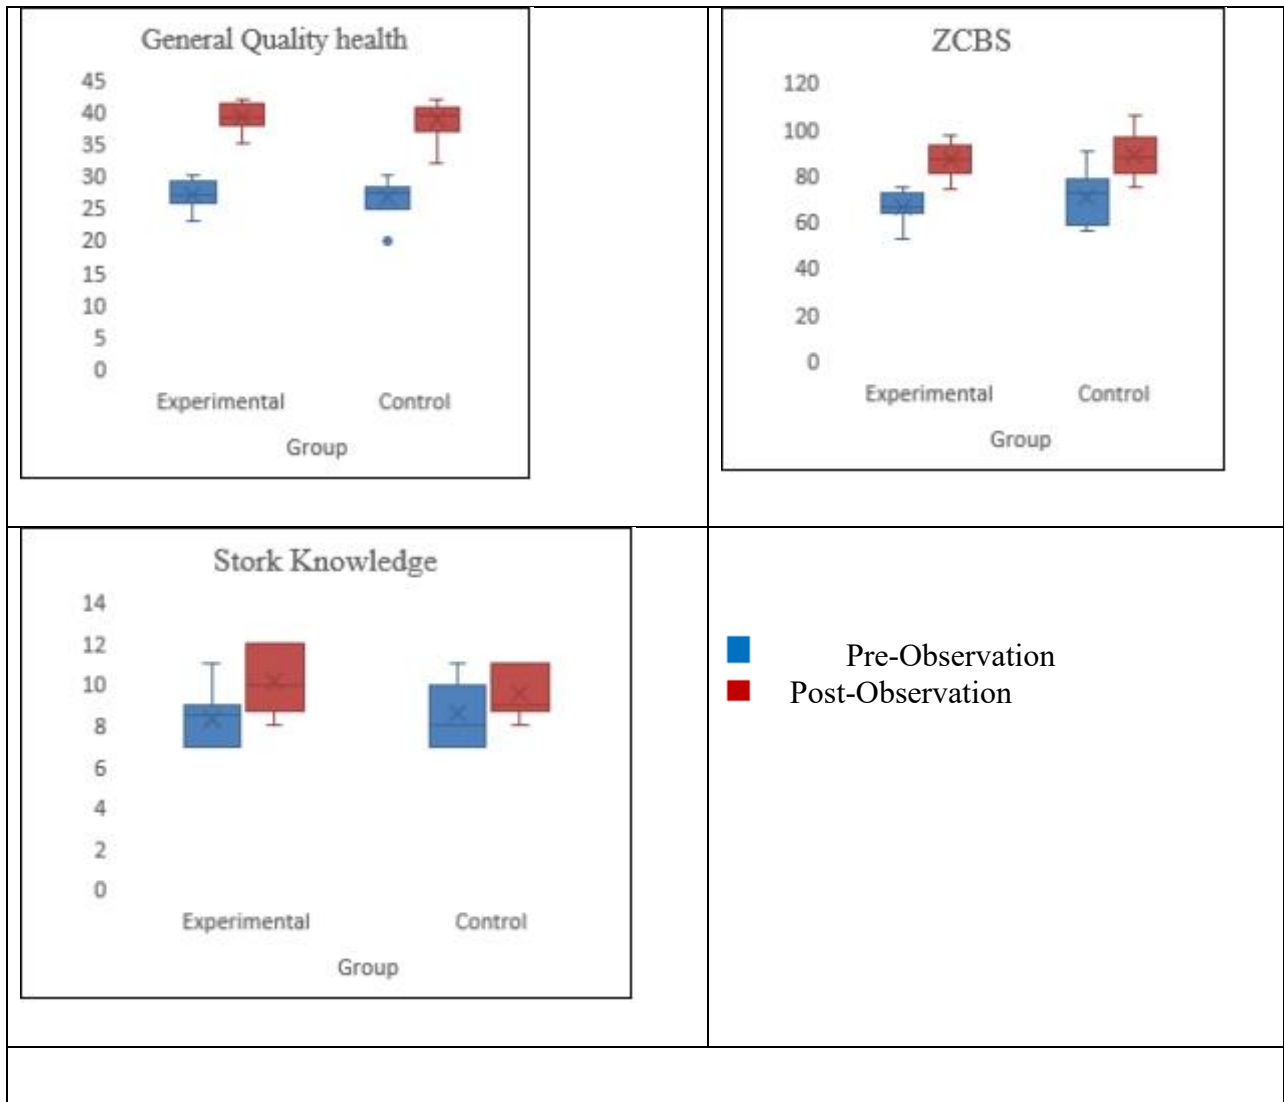 General Quality health
45
40
35
30
25
20
15
10
5
0
Experimental Control
Group
ZCBS
120
100
80
60
40
20
0
Experimental Control
Group
Stork Knowledge
14
12
10
8
6
4
2
0
Experimental Control
Group
Pre-Observation
Post-Observation